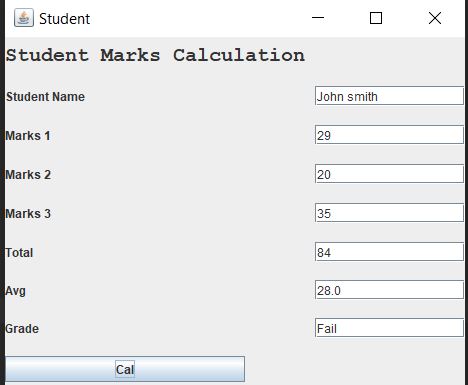 Student
Student Marks Calculation
Student Name John smith
Marks 1 29
Marks 2 20
Marks 3 35
Total 84
Avg 28.0
Grade Fail
Cal